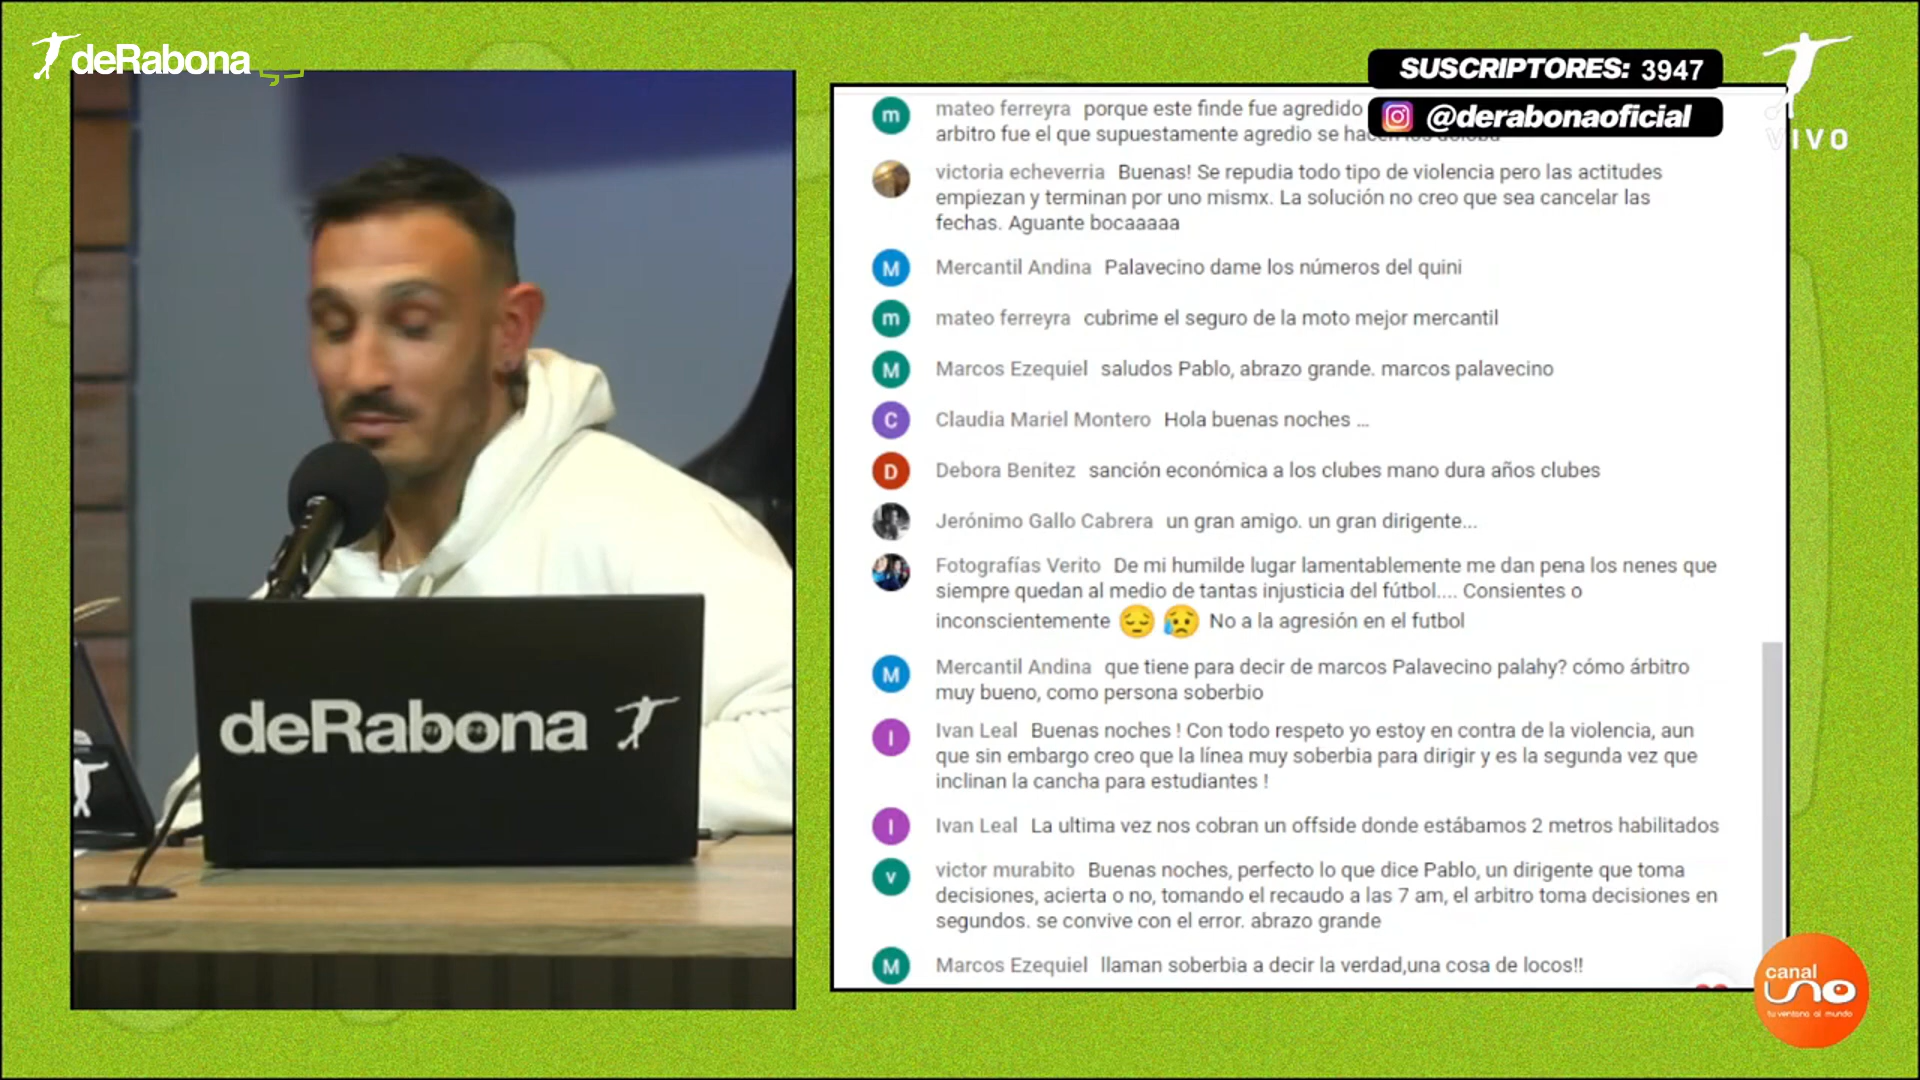 deRabona
SUSCRIPTORES: 3947
@derabonaoficial
VIVO
m
mateo ferreyra porque este finde fue agredido
arbitro fue el que supuestamente agredio se hacen los
victoria echeverria Buenas! Se repudia todo tipo de violencia pero las actitudes
empiezan y terminan por uno mismx. La solución no creo que sea cancelar las
fechas. Aguante bocaaaaa
M
Mercantil Andina Palavecino dame los números del quini
m
mateo ferreyra cubrime el seguro de la moto mejor mercantil
M
Marcos Ezequiel saludos Pablo, abrazo grande. marcos palavecino
C
Claudia Mariel Montero Hola buenas noches ...
D
Debora Benitez sanción económica a los clubes mano dura años clubes
Jerónimo Gallo Cabrera un gran amigo. un gran dirigente...
Fotografías Verito De mi humilde lugar lamentablemente me dan pena los nenes que
siempre quedan al medio de tantas injusticia del fútbol.... Consientes o
inconscientemente 😔 😥 No a la agresión en el futbol
M
Mercantil Andina que tiene para decir de marcos Palavecino palahy? cómo árbitro
muy bueno, como persona soberbio
I
Ivan Leal Buenas noches ! Con todo respeto yo estoy en contra de la violencia, aun
que sin embargo creo que la línea muy soberbia para dirigir y es la segunda vez que
inclinan la cancha para estudiantes !
I
Ivan Leal La ultima vez nos cobran un offside donde estábamos 2 metros habilitados
v
victor murabito Buenas noches, perfecto lo que dice Pablo, un dirigente que toma
decisiones, acierta o no, tomando el recaudo a las 7 am, el arbitro toma decisiones en
segundos. se convive con el error. abrazo grande
M
Marcos Ezequiel llaman soberbia a decir la verdad,una cosa de locos!!
deRabona
canal
uno
tu ventana al mundo